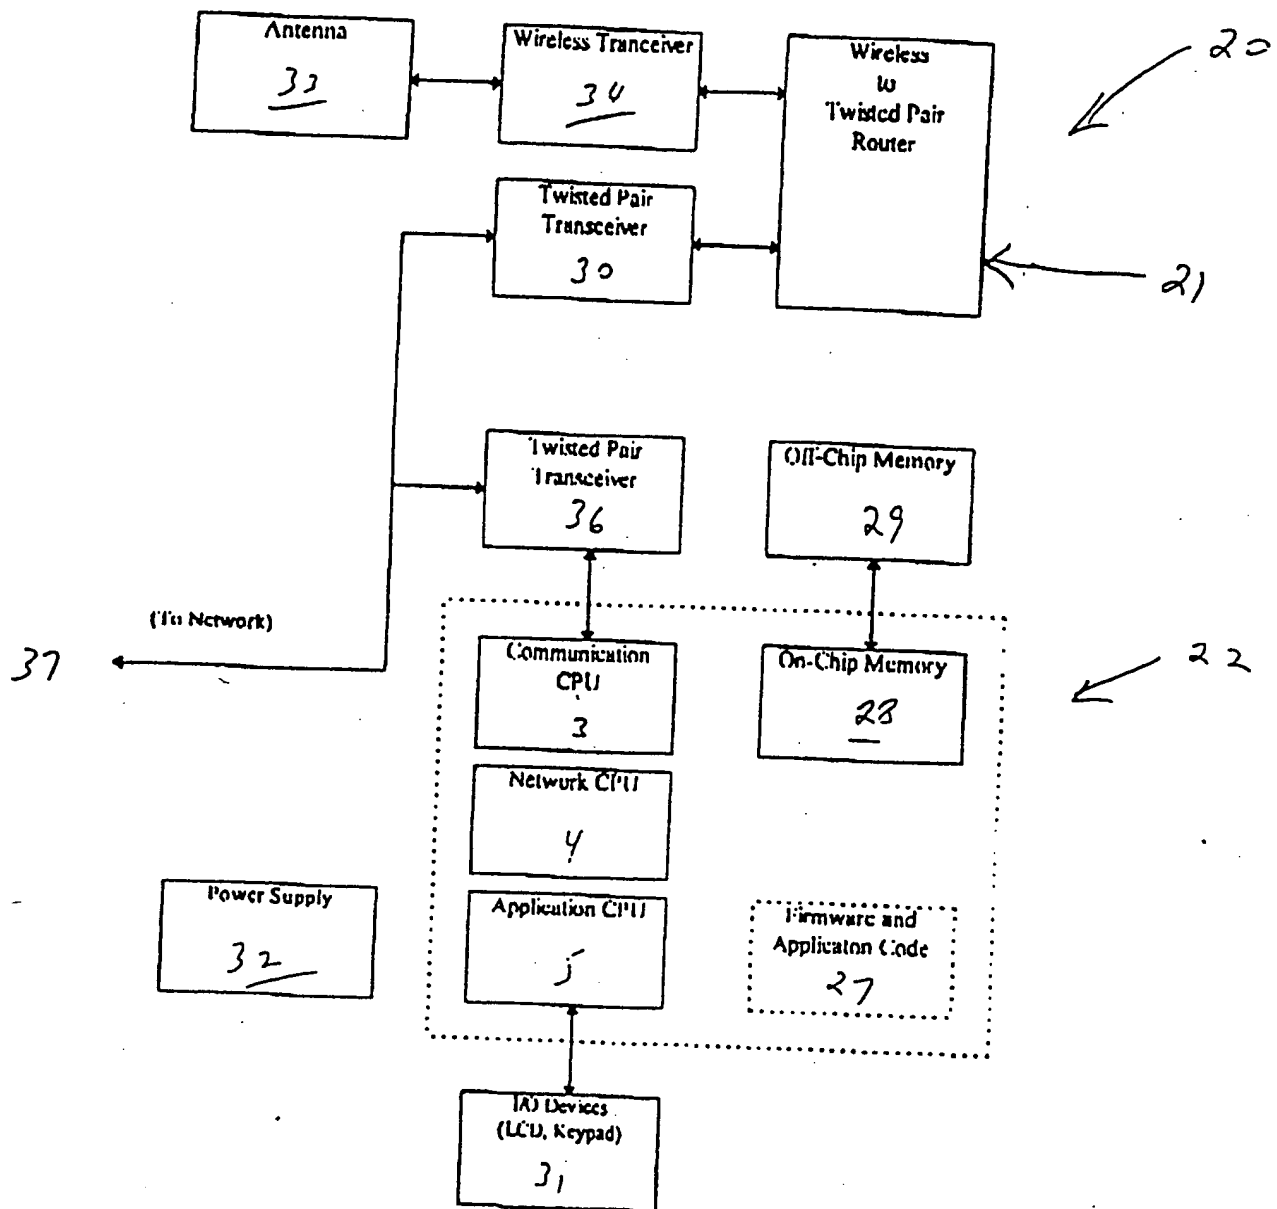 Antenna
33
Wireless Tranceiver
34
Wireless
to
Twisted Pair
Router
20
Twisted Pair
Transceiver
30
21
Twisted Pair
Transceiver
36
Off-Chip Memory
29
(To Network)
37
Communication
CPU
3
On-Chip Memory
28
22
Network CPU
4
Power Supply
32
Application CPU
5
Firmware and
Applicaton Code
27
I/O Devices
(LCD, Keypad)
31